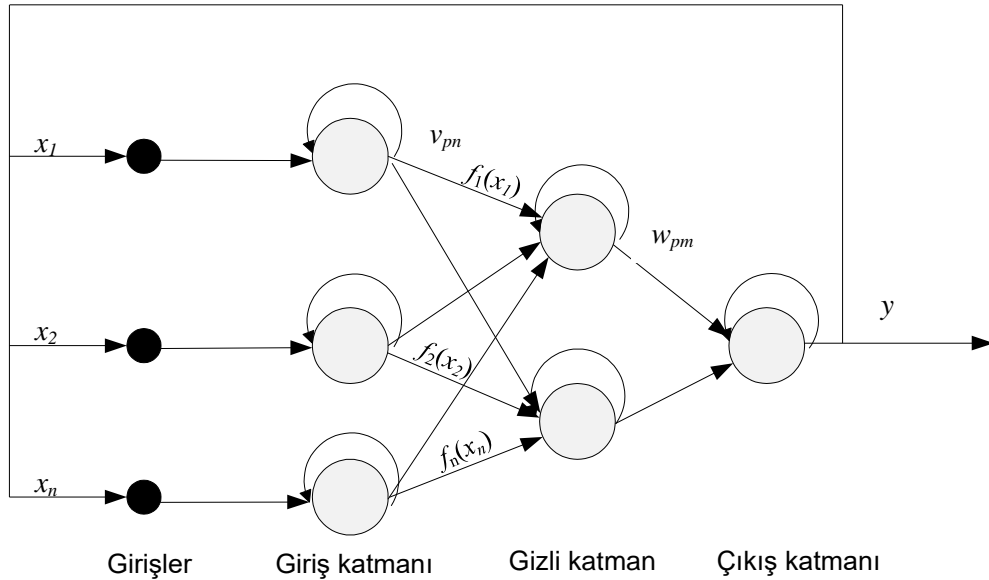 x1
vpn
f1(x1)
wpm
x2
f2(x2)
y
xn
fn(xn)
Girişler
Giriş katmanı
Gizli katman
Çıkış katmanı